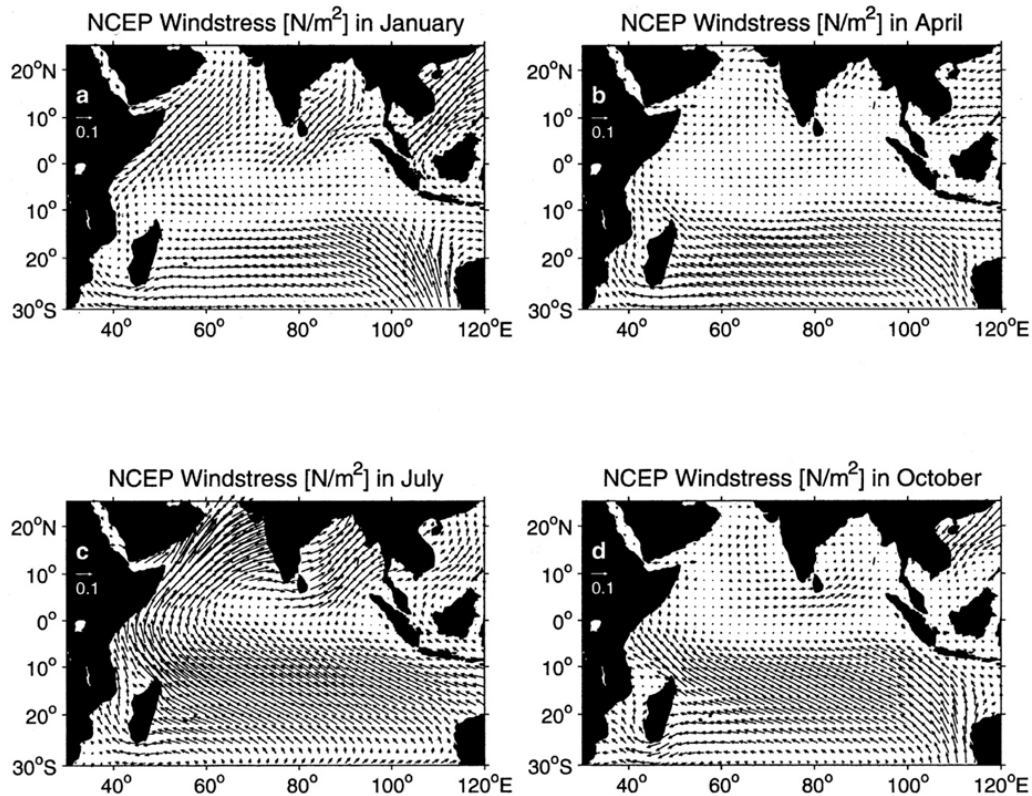 NCEP Windstress [N/m²] in January
20°N
10°
0°
10°
20°
30°S
a
0.1
40° 60° 80° 100° 120°E
NCEP Windstress [N/m²] in April
20°N
10°
0°
10°
20°
30°S
b
0.1
40° 60° 80° 100° 120°E
NCEP Windstress [N/m²] in July
20°N
10°
0°
10°
20°
30°S
c
0.1
40° 60° 80° 100° 120°E
NCEP Windstress [N/m²] in October
20°N
10°
0°
10°
20°
30°S
d
0.1
40° 60° 80° 100° 120°E